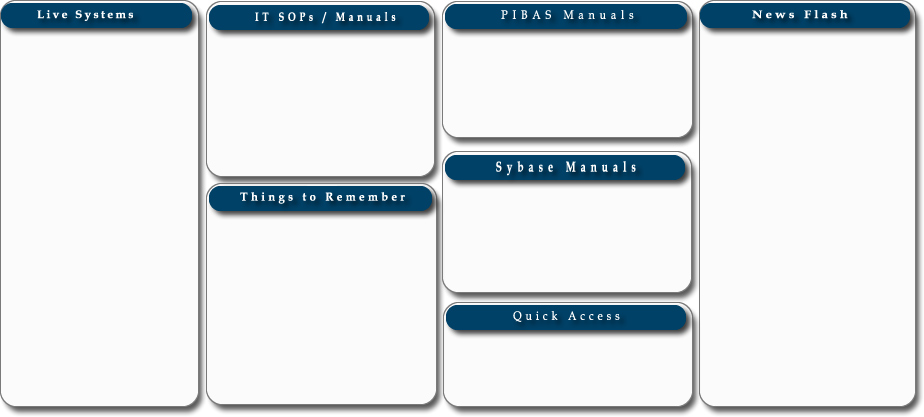 Live Systems
IT SOPs / Manuals
Things to Remember
PIBAS Manuals
Sybase Manuals
Quick Access
News Flash